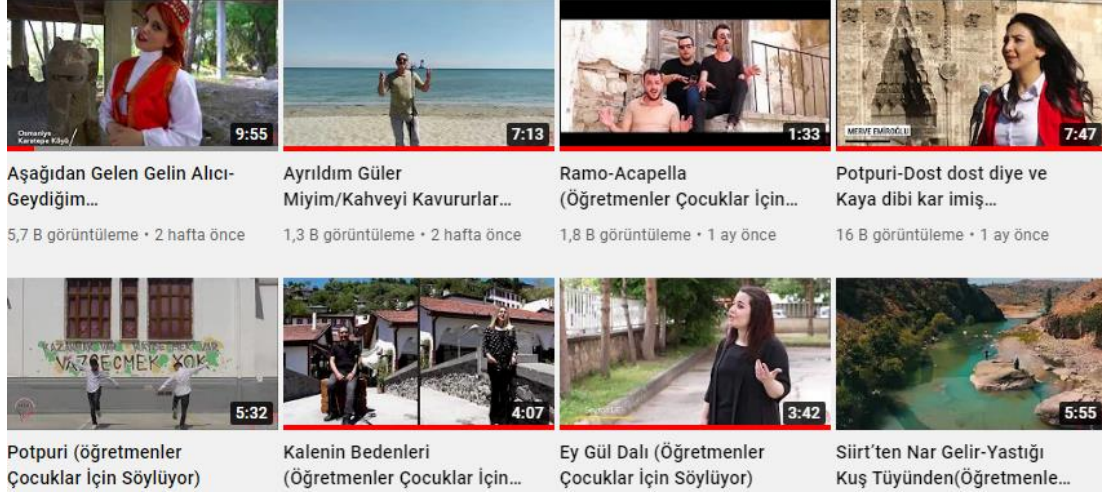 Osmaniye
Karatepe Köyü
9:55
7:13
1:33
MERVE EMİROĞLU
7:47
Aşağıdan Gelen Gelin Alıcı-
Geydiğim...
5,7 B görüntüleme • 2 hafta önce
Ayrıldım Güler
Miyim/Kahveyi Kavururlar...
1,3 B görüntüleme • 2 hafta önce
Ramo-Acapella
(Öğretmenler Çocuklar İçin...
1,8 B görüntüleme • 1 ay önce
Potpuri-Dost dost diye ve
Kaya dibi kar imiş...
16 B görüntüleme • 1 ay önce
KAZANMAK VAR KAYBETMEK VAR
VAZGEÇMEK YOK
5:32
4:07
3:42
5:55
Potpuri (öğretmenler
Çocuklar İçin Söylüyor)
Kalenin Bedenleri
(Öğretmenler Çocuklar İçin...
Ey Gül Dalı (Öğretmenler
Çocuklar İçin Söylüyor)
Siirt'ten Nar Gelir-Yastığı
Kuş Tüyünden(Öğretmenle...